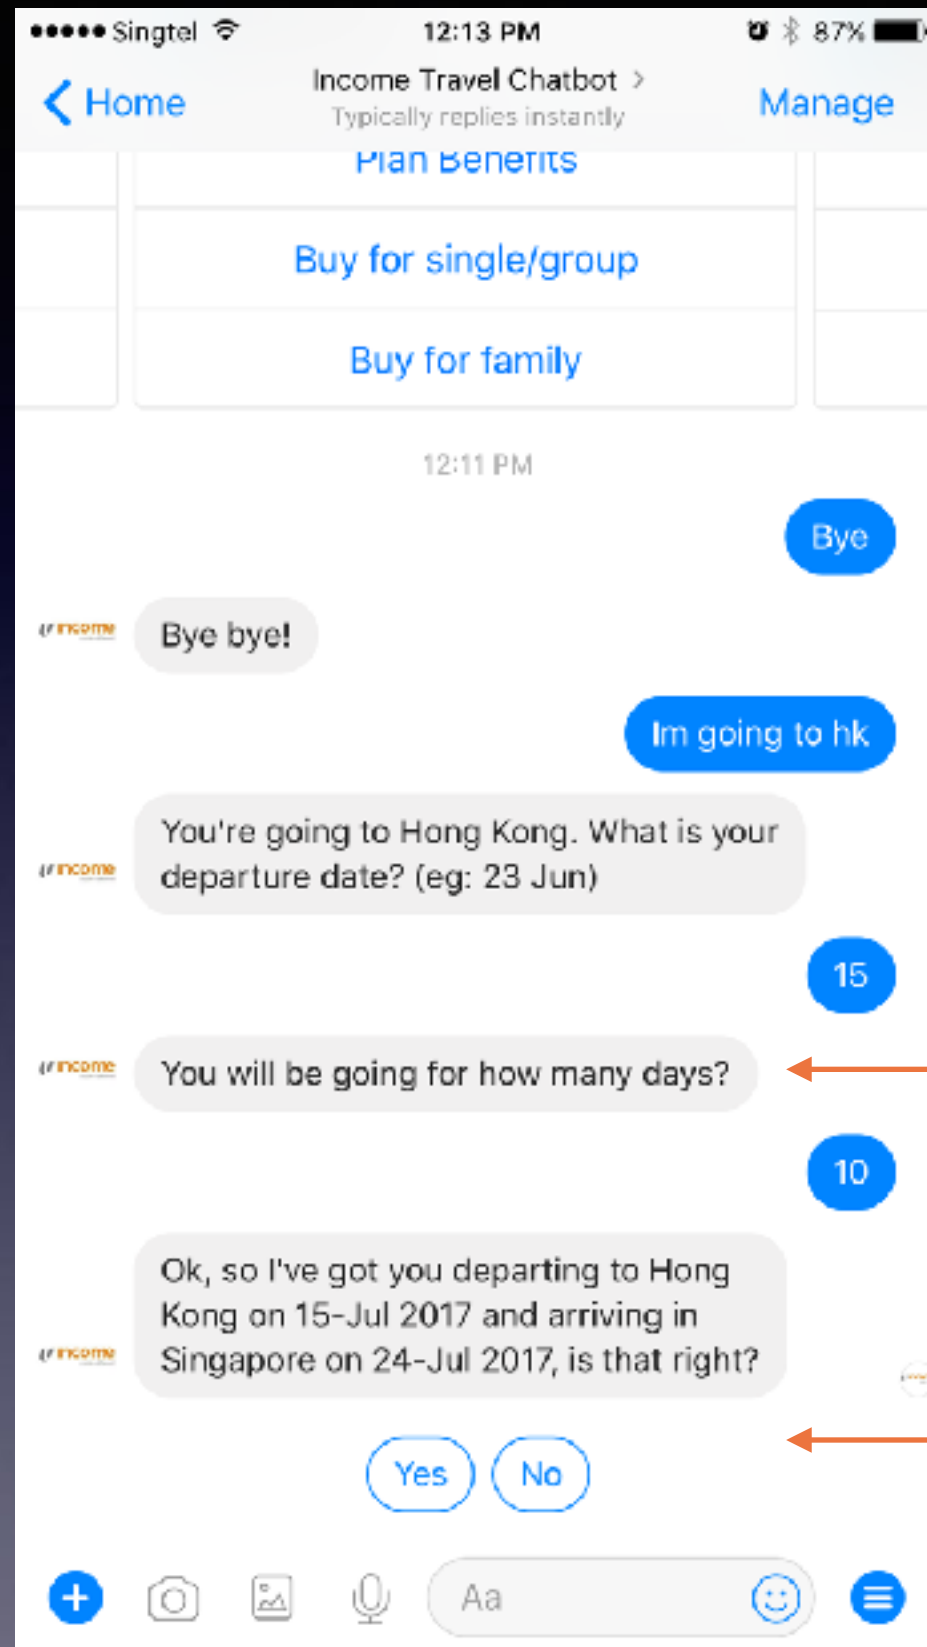 Singtel 12:13 PM 87%
Home Income Travel Chatbot > Manage
Typically replies instantly
Plan Benefits
Buy for single/group
Buy for family
12:11 PM
Bye
income
Bye bye!
Im going to hk
You're going to Hong Kong. What is your
departure date? (eg: 23 Jun)
income
15
income
You will be going for how many days?
10
Ok, so I've got you departing to Hong
Kong on 15-Jul 2017 and arriving in
Singapore on 24-Jul 2017, is that right?
income
Yes No
Aa